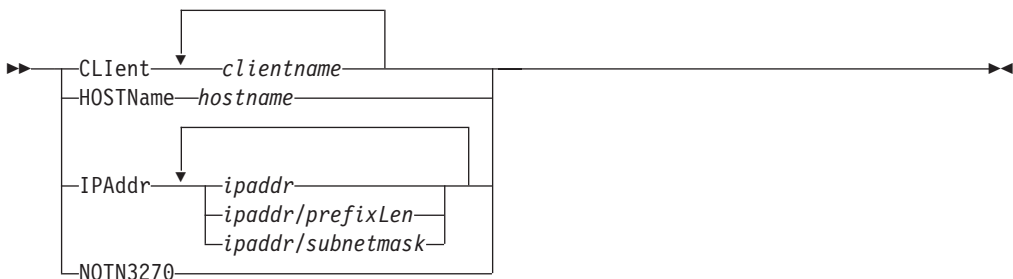 CLIent clientname
HOSTName hostname
IPAddr ipaddr
ipaddr/prefixLen
ipaddr/subnetmask
NOTN3270